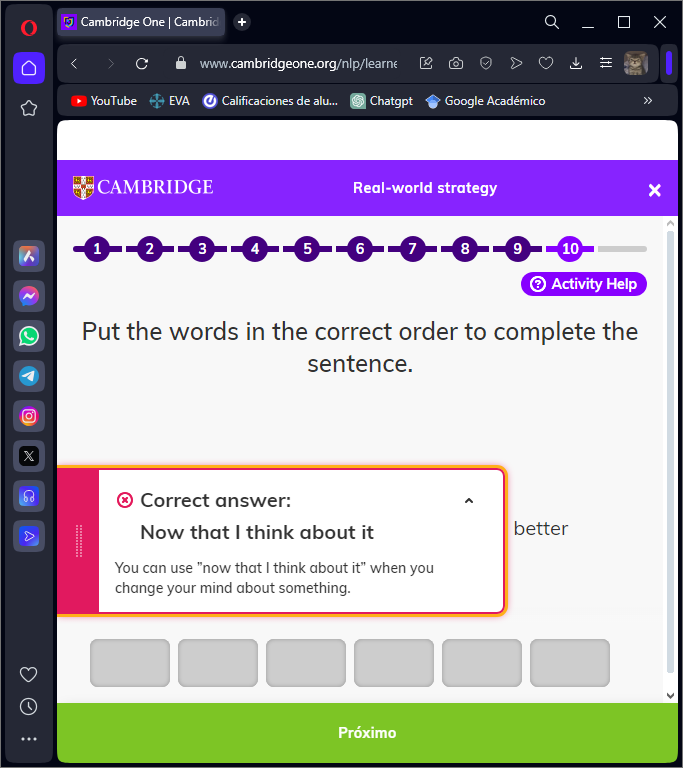 Cambridge One | Cambrid
www.cambridgeone.org/nlp/learne
YouTube
EVA
Calificaciones de alu...
Chatgpt
Google Académico
CAMBRIDGE
Real-world strategy
1 2 3 4 5 6 7 8 9 10
Activity Help
Put the words in the correct order to complete the
sentence.
Correct answer:
Now that I think about it
better
You can use ”now that I think about it” when you
change your mind about something.
Próximo